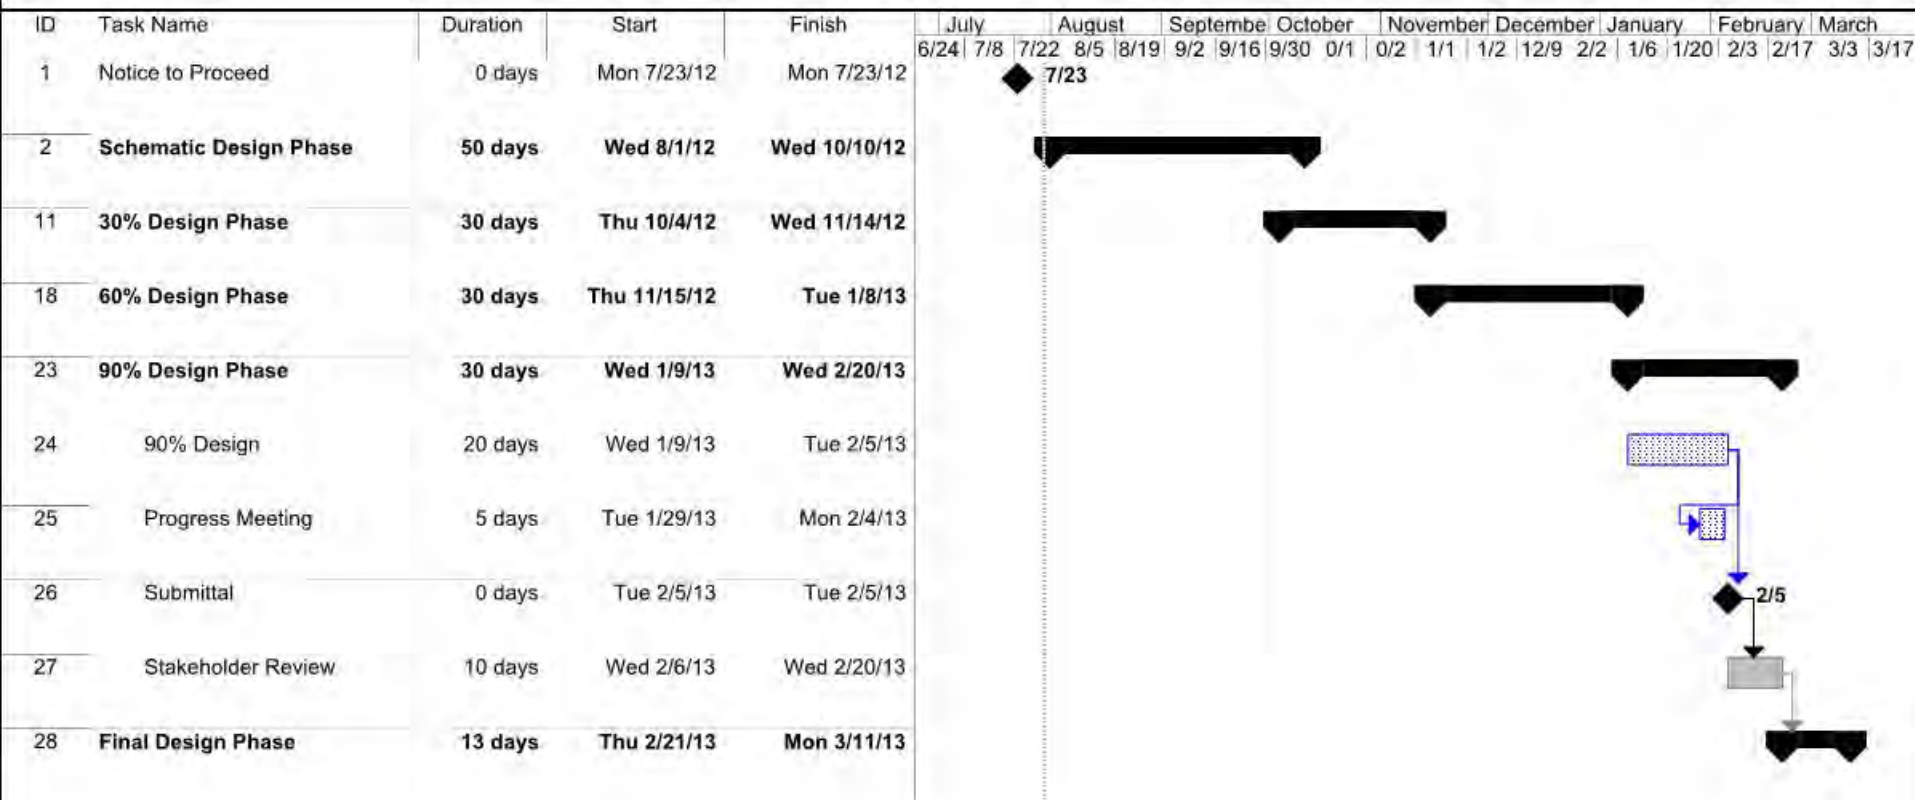 ID Task Name Duration Start Finish July August Septembe October November December January February March
6/24 7/8 7/22 8/5 8/19 9/2 9/16 9/30 0/1 0/2 1/1 1/2 12/9 2/2 1/6 1/20 2/3 2/17 3/3 3/17
1 Notice to Proceed 0 days Mon 7/23/12 Mon 7/23/12 7/23
2 Schematic Design Phase 50 days Wed 8/1/12 Wed 10/10/12
11 30% Design Phase 30 days Thu 10/4/12 Wed 11/14/12
18 60% Design Phase 30 days Thu 11/15/12 Tue 1/8/13
23 90% Design Phase 30 days Wed 1/9/13 Wed 2/20/13
24 90% Design 20 days Wed 1/9/13 Tue 2/5/13
25 Progress Meeting 5 days Tue 1/29/13 Mon 2/4/13
26 Submittal 0 days Tue 2/5/13 Tue 2/5/13 2/5
27 Stakeholder Review 10 days Wed 2/6/13 Wed 2/20/13
28 Final Design Phase 13 days Thu 2/21/13 Mon 3/11/13